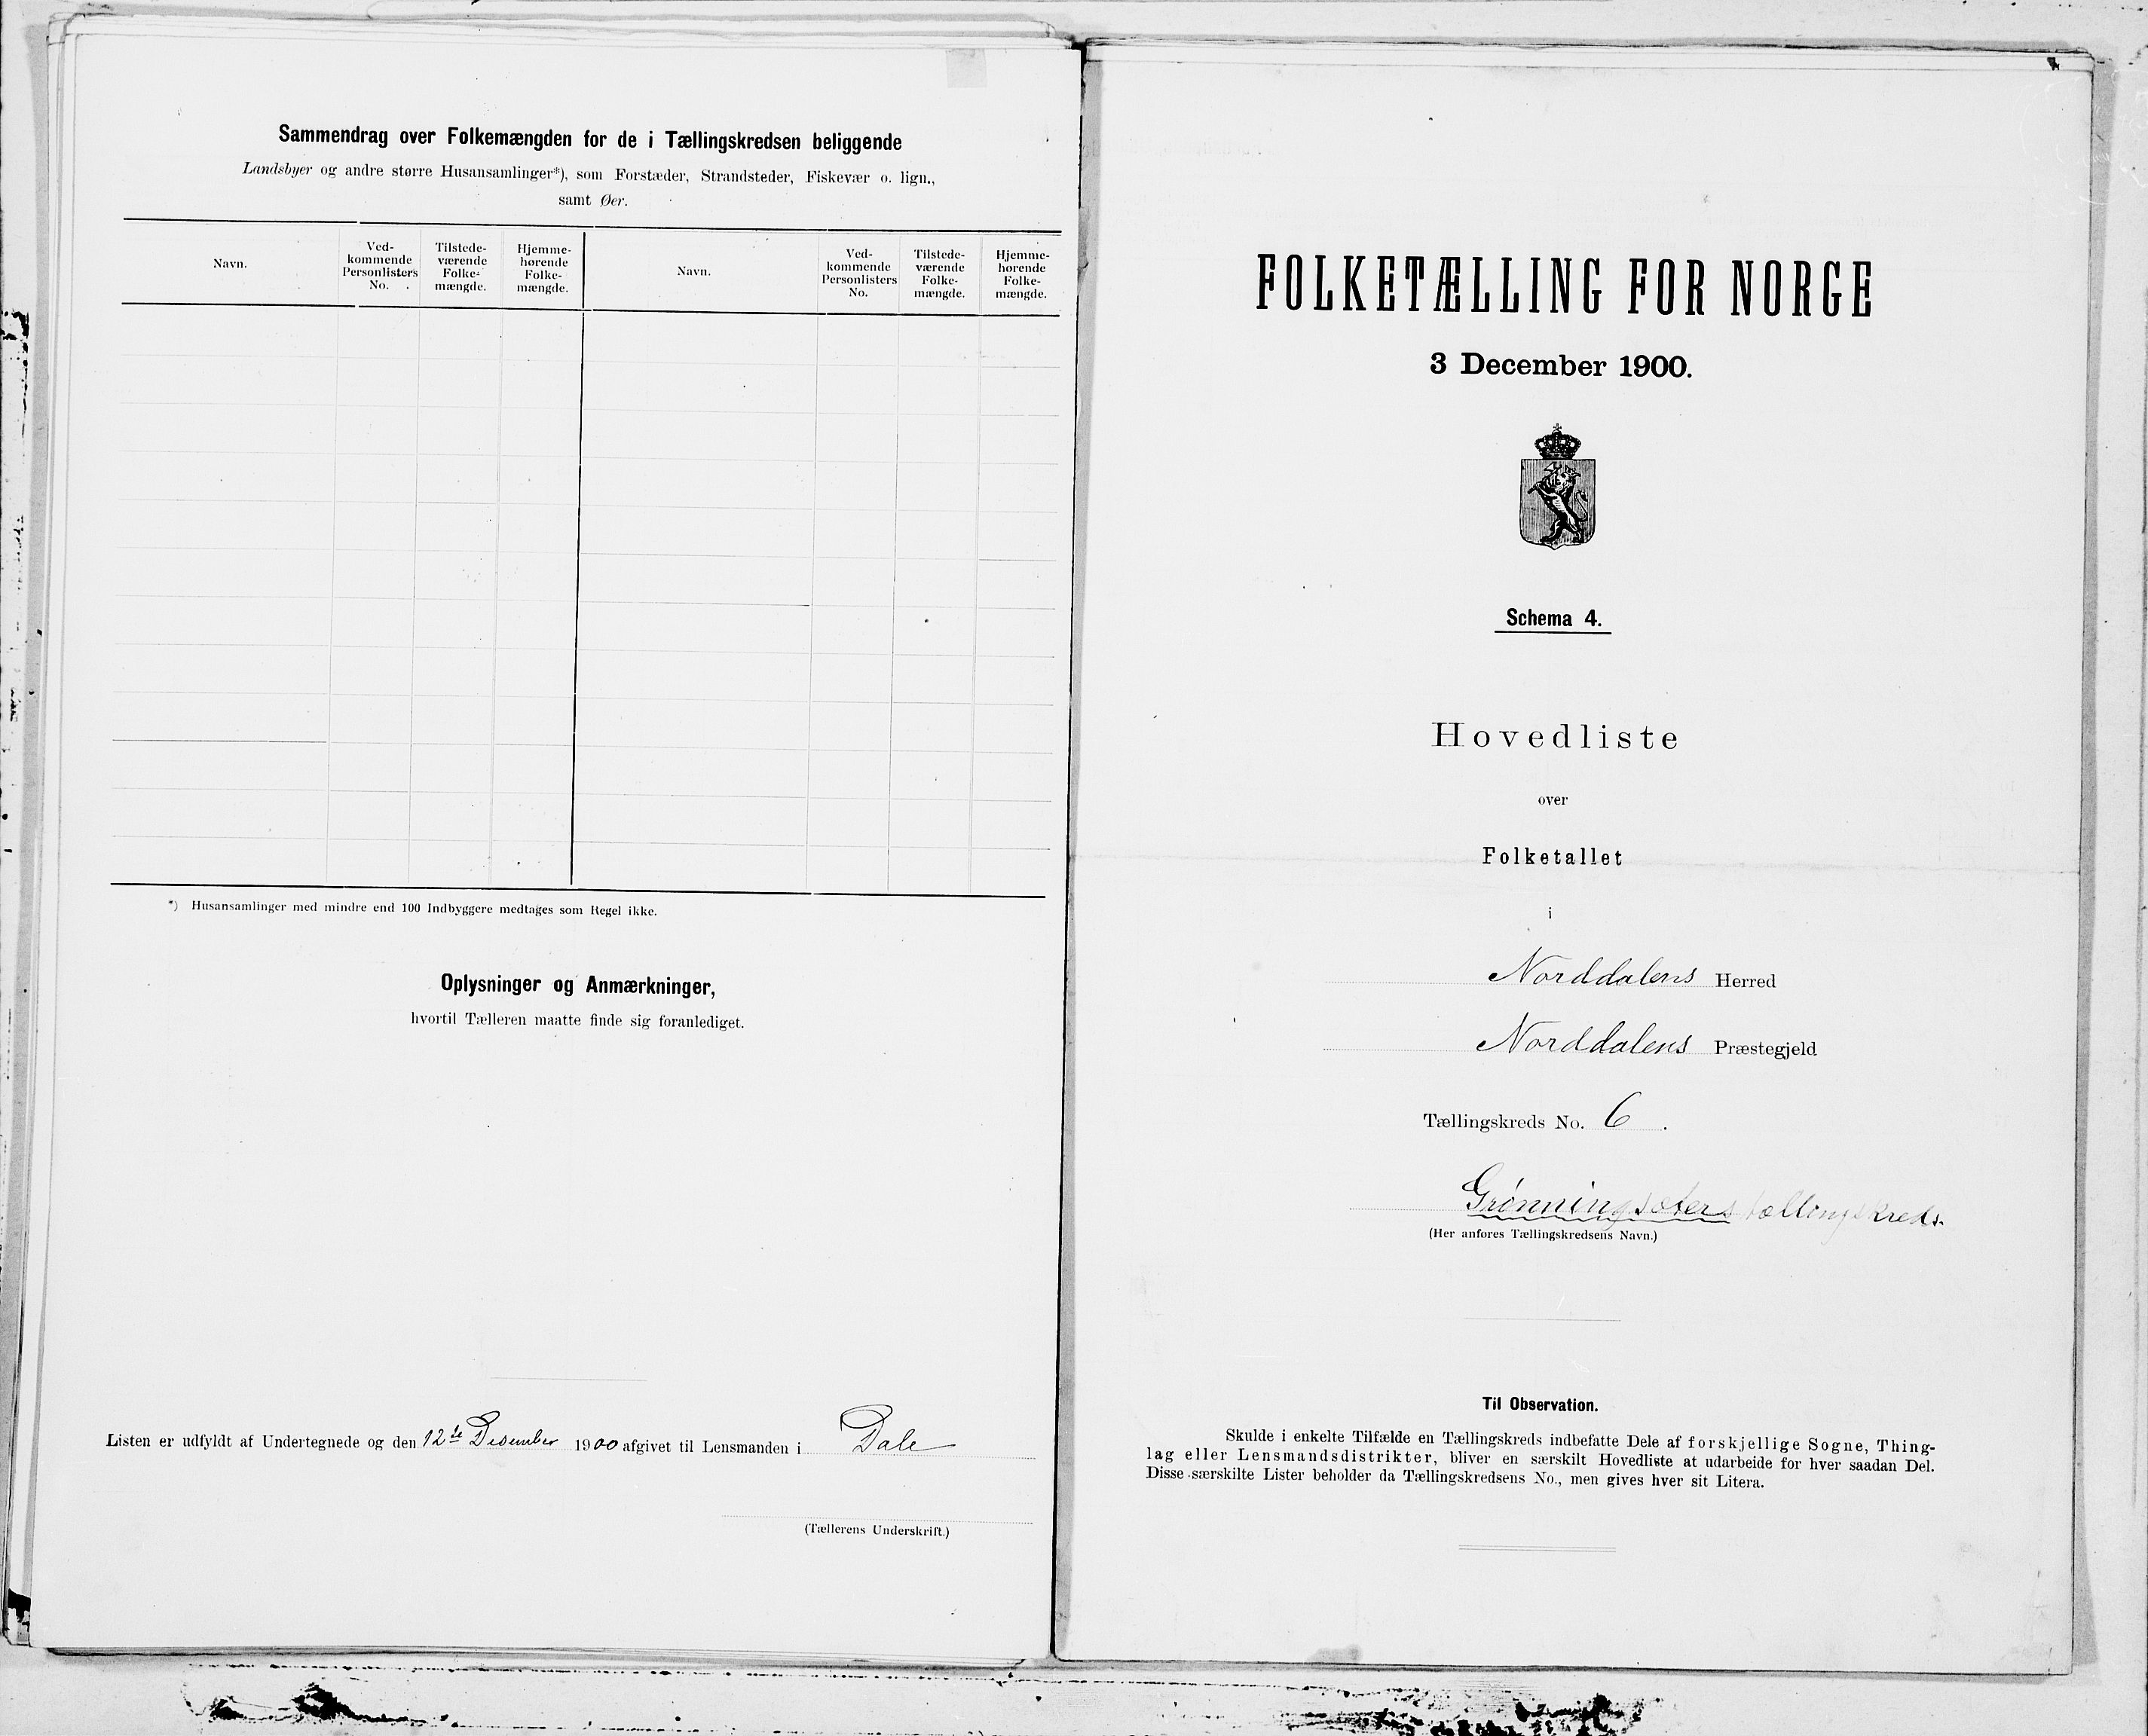 Sammendrag over Folkemængden for de i Tællingskredsen beliggende
Landsbyer og andre større Husansamlinger*), som Forstæder, Strandsteder, Fiskevær o. lign.,
samt Øer.
Navn.
Ved-
kommende
Personlisters
No.
Tilstede-
værende
Folke-
mængde.
Hjemme-
hørende
Folke-
mængde.
Navn.
Ved-
kommende
Personlisters
No.
Tilstede-
værende
Folke-
mængde.
Hjemme-
hørende
Folke-
mængde.
*) Husansamlinger med mindre end 100 Indbyggere medtages som Regel ikke.
Oplysninger og Anmærkninger,
hvortil Tælleren maatte finde sig foranlediget.
Listen er udfyldt af Undertegnede og den 12te Desember 1900 afgivet til Lensmanden i Dale
(Tællerens Underskrift.)
FOLKETÆLLING FOR NORGE
3 December 1900.
Schema 4.
Hovedliste
over
Folketallet
i
Norddalens Herred
Norddalens Præstegjeld
Tællingskreds No. 6.
Grønningsæters tællingskreds.
(Her anføres Tællingskredsens Navn.)
Til Observation.
Skulde i enkelte Tilfælde en Tællingskreds indbefatte Dele af forskjellige Sogne, Thing-
lag eller Lensmandsdistrikter, bliver en særskilt Hovedliste at udarbeide for hver saadan Del.
Disse særskilte Lister beholder da Tællingskredsens No., men gives hver sit Litera.